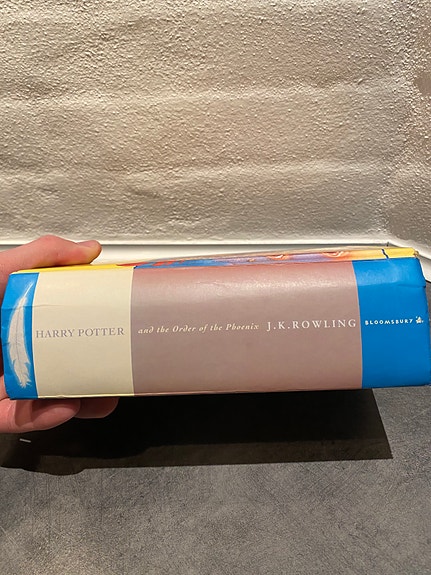 HARRY POTTER and the Order of the Phoenix J.K.ROWLING BLOOMSBURY